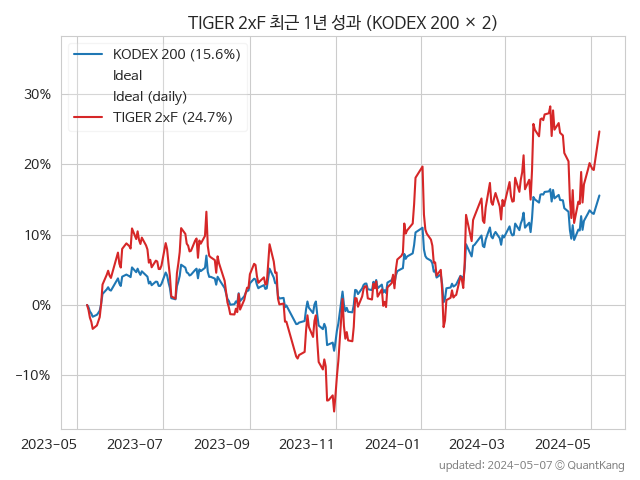 TIGER 2xF 최근 1년 성과 (KODEX 200 × 2)
KODEX 200 (15.6%)
Ideal
Ideal (daily)
TIGER 2xF (24.7%)
30%
20%
10%
0%
−10%
2023-05 2023-07 2023-09 2023-11 2024-01 2024-03 2024-05
updated: 2024-05-07 © QuantKang